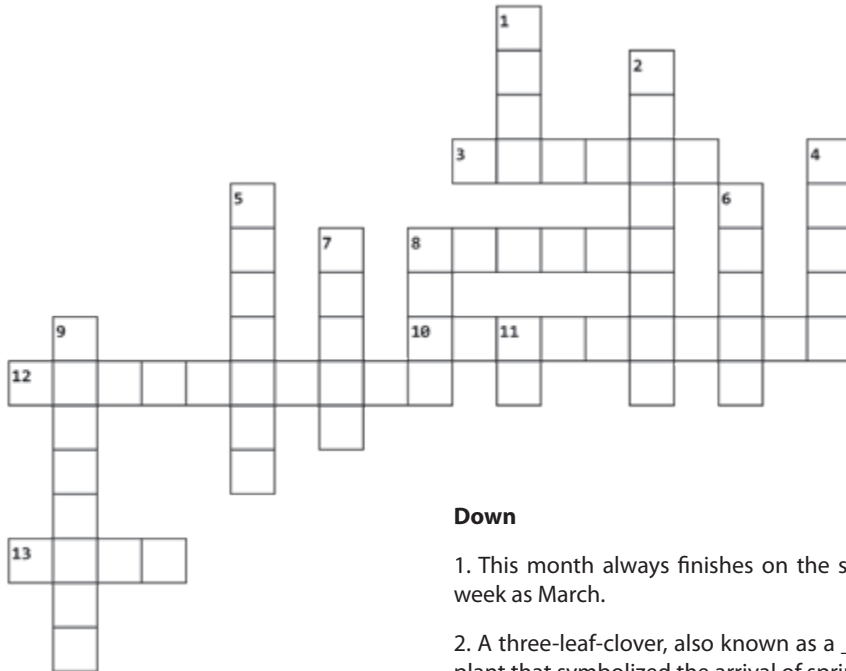 1
2
3
4
5
6
7
8
9
10
11
12
13
Down
1. This month always finishes on the
week as March.
2. A three-leaf-clover, also known as a
plant that symbolized the arrival of